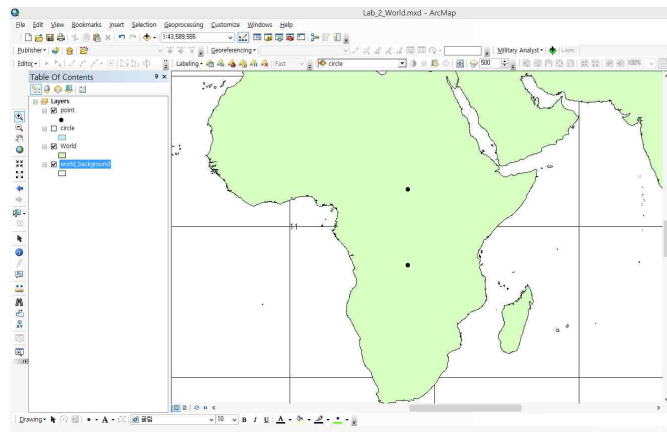 Lab_2_World.mxd - ArcMap
File Edit View Bookmarks Insert Selection Geoprocessing Customize Windows Help
1:43,589,555
Publisher Georeferencing Military Analyst Layer
Editor Labeling Fast circle 500 100%
Table Of Contents
Layers
point
circle
World
world_background
Drawing 굴림 10 B I U A